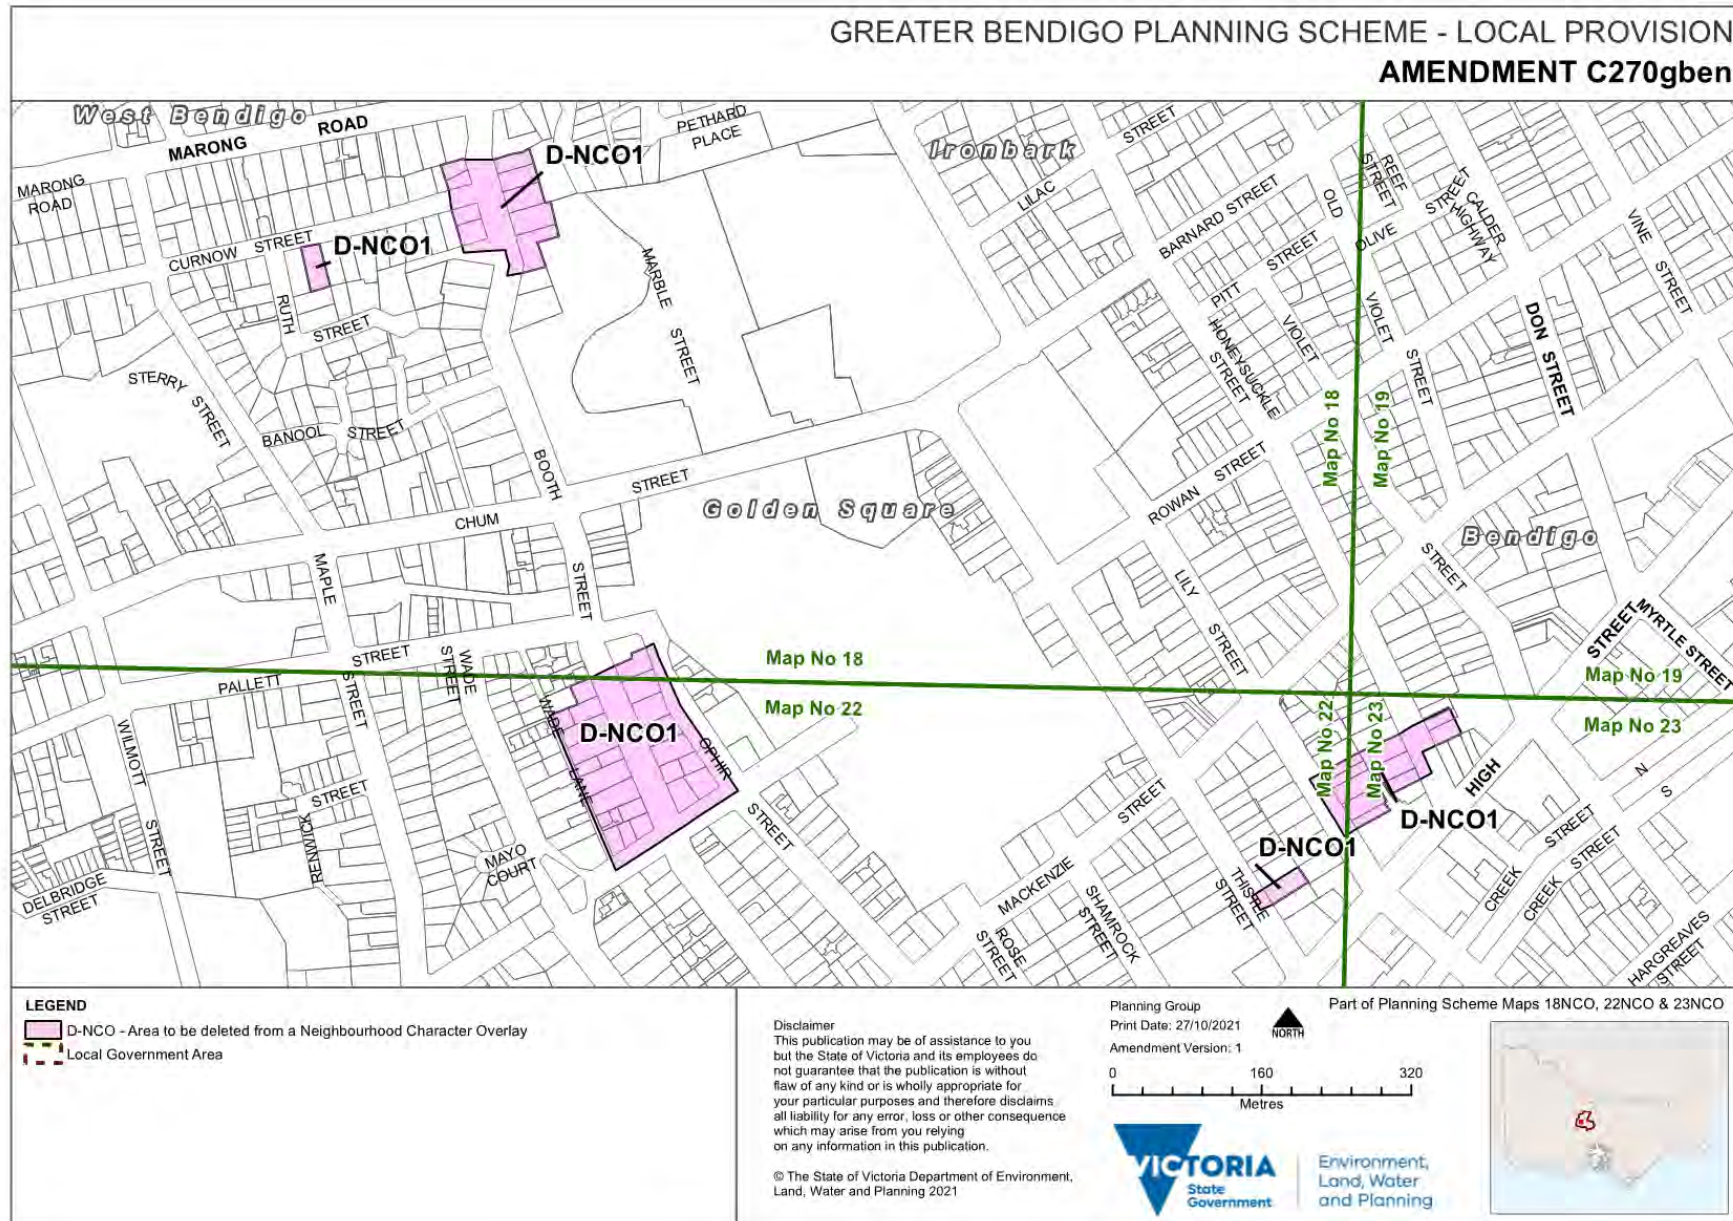 GREATER BENDIGO PLANNING SCHEME - LOCAL PROVISION
AMENDMENT C270gben
West Bendigo
MARONG
ROAD
MARONG
ROAD
D-NCO1
PETHARD
PLACE
Ironbark
LILAC
STREET
BARNARD STREET
OLD
REEF
STREET
OLIVE
STREET
CALDER
HIGHWAY
VINE
STREET
CURNOW
STREET
D-NCO1
RUTH
STREET
MARBLE
STREET
PITT
STREET
HONEYSUCKLE
STREET
VIOLET
VIOLET
STREET
DON STREET
STERRY
STREET
BANOOL
STREET
BOOTH
STREET
CHUM
STREET
Golden Square
ROWAN
STREET
Map No 18
Map No 19
Bendigo
STREET
LILY
STREET
MAPLE
STREET
STREET
MYRTLE STREET
PALLETT
STREET
WADE
STREET
Map No 18
Map No 22
Map No 19
Map No 23
Map No 22
Map No 23
WILMOTT
STREET
WADE
LANE
D-NCO1
OPHIR
STREET
RENWICK
STREET
MAYO
COURT
DELBRIDGE
STREET
MACKENZIE
STREET
ROSE
STREET
SHAMROCK
STREET
THISTLE
STREET
D-NCO1
D-NCO1
HIGH
STREET
CREEK
STREET
N
CREEK
STREET
S
HARGREAVES
STREET
LEGEND
D-NCO - Area to be deleted from a Neighbourhood Character Overlay
Local Government Area
Disclaimer
This publication may be of assistance to you
but the State of Victoria and its employees do
not guarantee that the publication is without
flaw of any kind or is wholly appropriate for
your particular purposes and therefore disclaims
all liability for any error, loss or other consequence
which may arise from you relying
on any information in this publication.
© The State of Victoria Department of Environment,
Land, Water and Planning 2021
Planning Group
Print Date: 27/10/2021
Amendment Version: 1
NORTH
Part of Planning Scheme Maps 18NCO, 22NCO & 23NCO
0 160 320
Metres
VICTORIA
State
Government
Environment,
Land, Water
and Planning